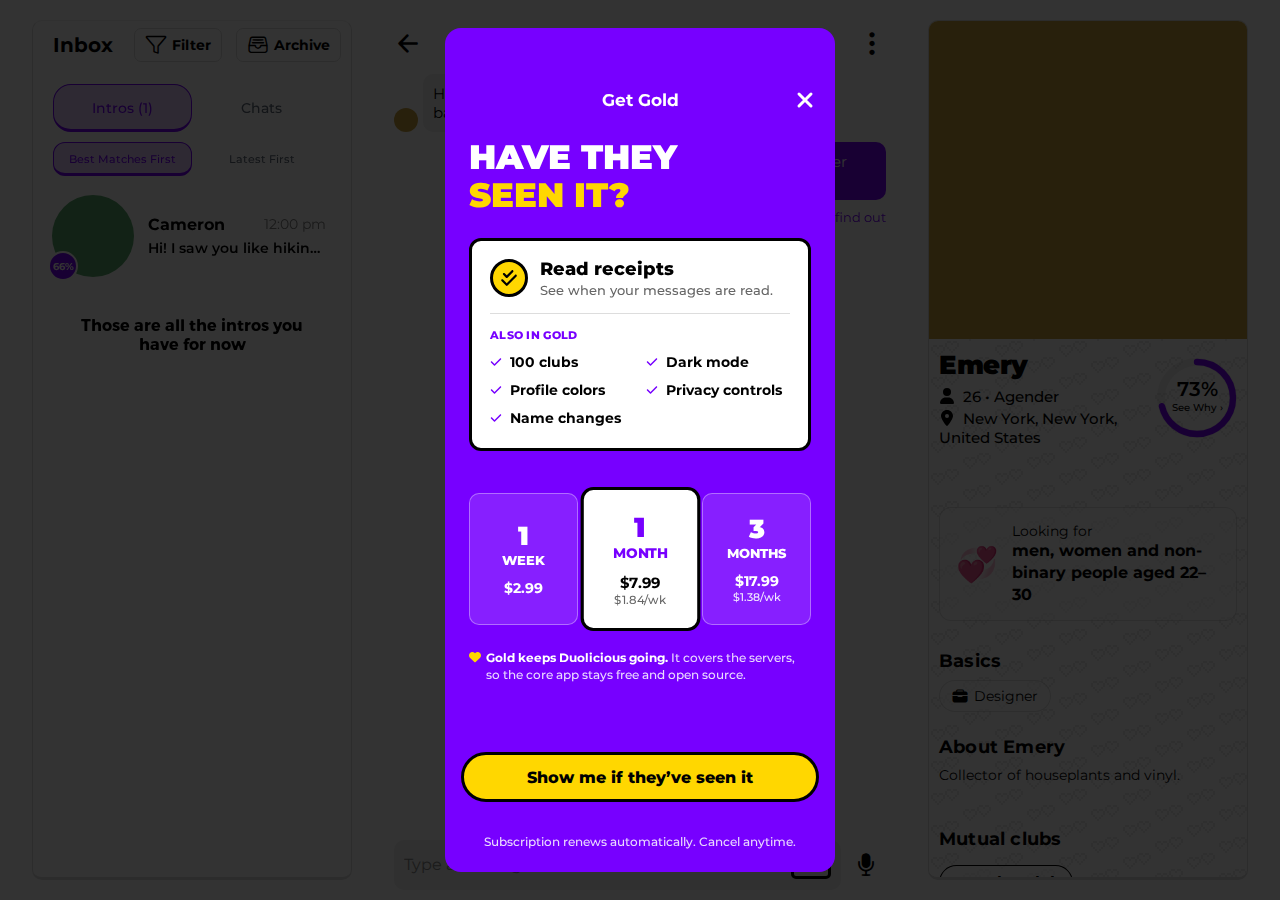 Inbox
Filter
Archive
Intros (1)
Chats
Best Matches First
Latest First
Cameron
12:00 pm
Hi! I saw you like hikin...
66%
Those are all the intros you
have for now
find out
Type
Get Gold
HAVE THEY
SEEN IT?
Read receipts
See when your messages are read.
ALSO IN GOLD
100 clubs
Dark mode
Profile colors
Privacy controls
Name changes
1
WEEK
$2.99
1
MONTH
$7.99
$1.84/wk
3
MONTHS
$17.99
$1.38/wk
Gold keeps Duolicious going. It covers the servers,
so the core app stays free and open source.
Show me if they’ve seen it
Subscription renews automatically. Cancel anytime.
Emery
26 • Agender
New York, New York,
United States
73%
See Why ›
Looking for
men, women and non-
binary people aged 22–
30
Basics
Designer
About Emery
Collector of houseplants and vinyl.
Mutual clubs